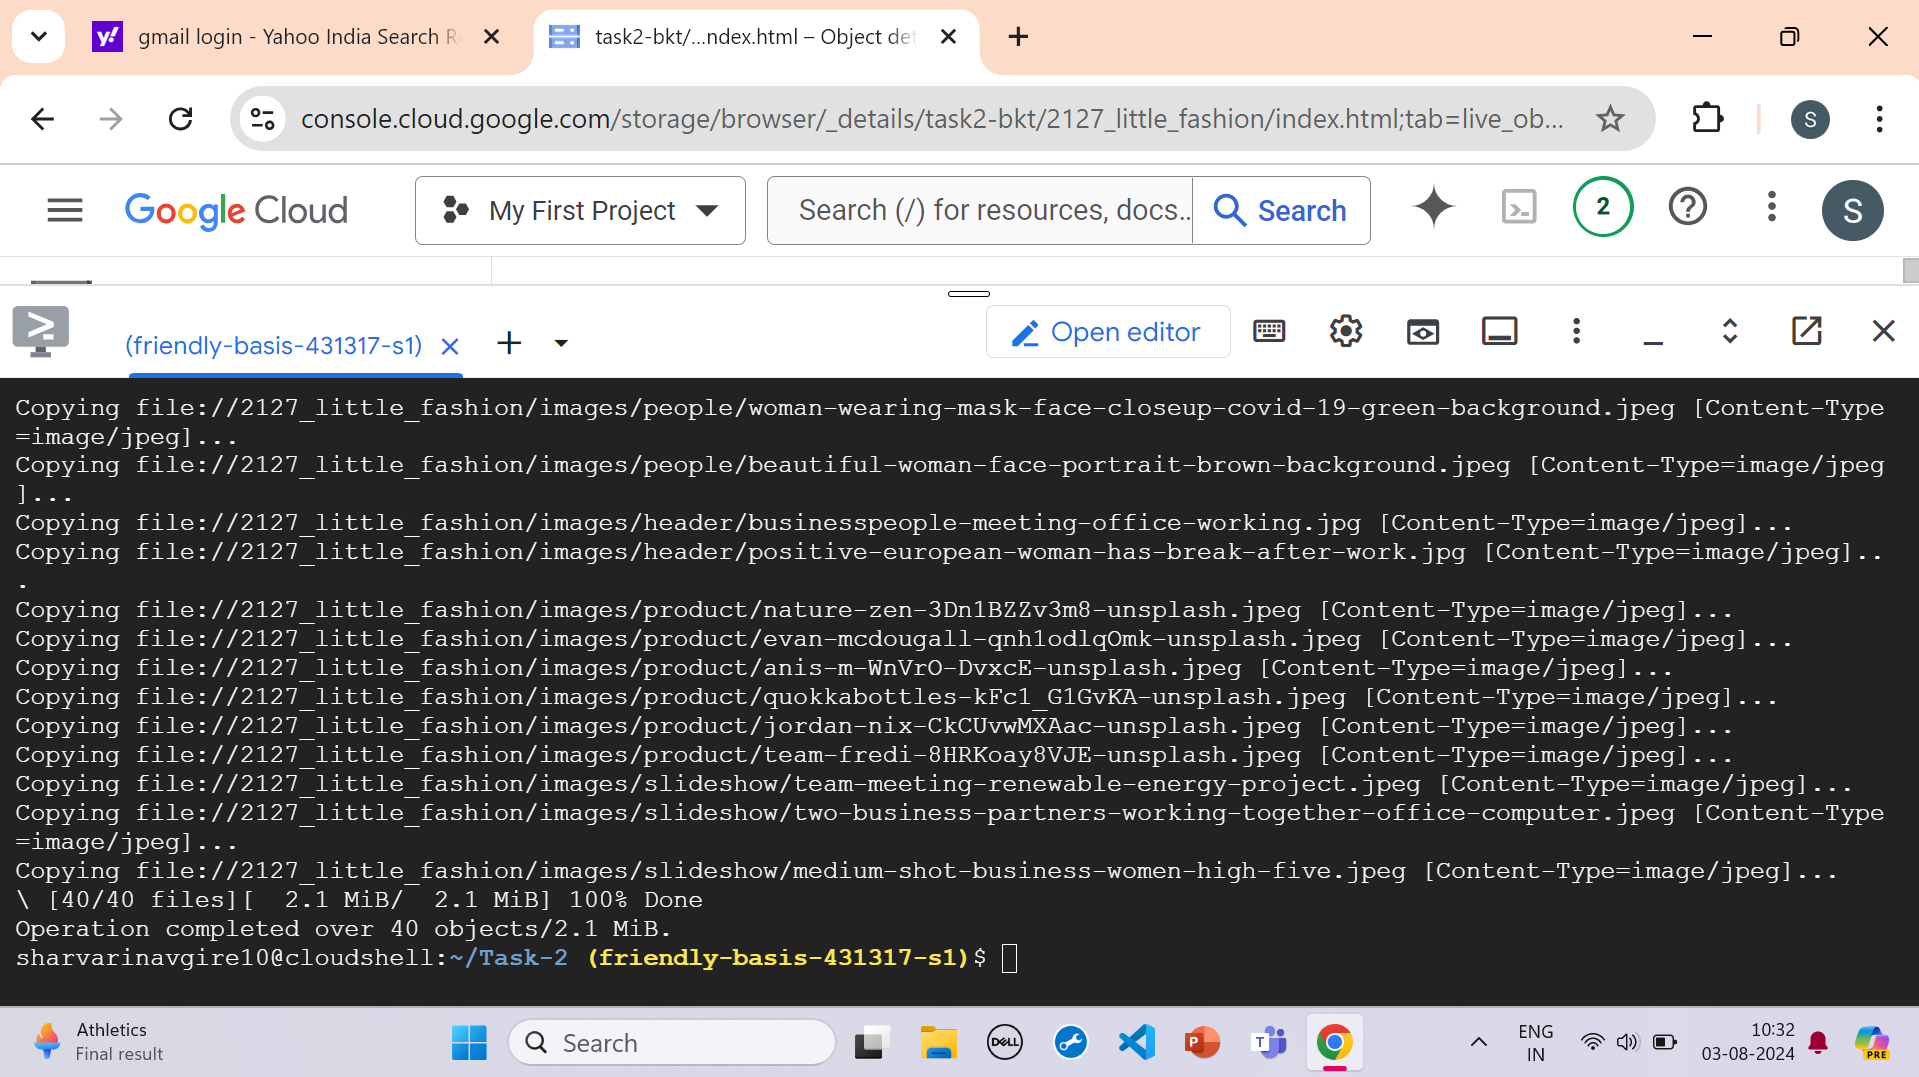 gmail login - Yahoo India Search R
task2-bkt/...ndex.html – Object det
console.cloud.google.com/storage/browser/_details/task2-bkt/2127_little_fashion/index.html;tab=live_ob...
S
Google Cloud
My First Project
Search (/) for resources, docs...
Search
2
S
(friendly-basis-431317-s1)
Open editor
Copying file://2127_little_fashion/images/people/woman-wearing-mask-face-closeup-covid-19-green-background.jpeg [Content-Type
=image/jpeg]...
Copying file://2127_little_fashion/images/people/beautiful-woman-face-portrait-brown-background.jpeg [Content-Type=image/jpeg
]...
Copying file://2127_little_fashion/images/header/businesspeople-meeting-office-working.jpg [Content-Type=image/jpeg]...
Copying file://2127_little_fashion/images/header/positive-european-woman-has-break-after-work.jpg [Content-Type=image/jpeg]..
.
Copying file://2127_little_fashion/images/product/nature-zen-3Dn1BZZv3m8-unsplash.jpeg [Content-Type=image/jpeg]...
Copying file://2127_little_fashion/images/product/evan-mcdougall-qnh1odlqOmk-unsplash.jpeg [Content-Type=image/jpeg]...
Copying file://2127_little_fashion/images/product/anis-m-WnVrO-DvxcE-unsplash.jpeg [Content-Type=image/jpeg]...
Copying file://2127_little_fashion/images/product/quokkabottles-kFc1_G1GvKA-unsplash.jpeg [Content-Type=image/jpeg]...
Copying file://2127_little_fashion/images/product/jordan-nix-CkCUvwMXAac-unsplash.jpeg [Content-Type=image/jpeg]...
Copying file://2127_little_fashion/images/product/team-fredi-8HRKoay8VJE-unsplash.jpeg [Content-Type=image/jpeg]...
Copying file://2127_little_fashion/images/slideshow/team-meeting-renewable-energy-project.jpeg [Content-Type=image/jpeg]...
Copying file://2127_little_fashion/images/slideshow/two-business-partners-working-together-office-computer.jpeg [Content-Type
=image/jpeg]...
Copying file://2127_little_fashion/images/slideshow/medium-shot-business-women-high-five.jpeg [Content-Type=image/jpeg]...
\ [40/40 files][  2.1 MiB/  2.1 MiB] 100% Done
Operation completed over 40 objects/2.1 MiB.
sharvarinavgire10@cloudshell:~/Task-2 (friendly-basis-431317-s1)$
Athletics
Final result
Search
DELL
P
T
ENG
IN
10:32
03-08-2024
PRE